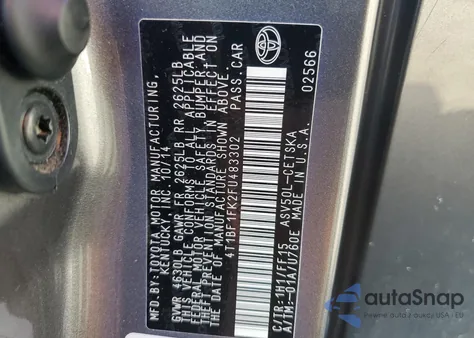 MFD.BY:TOYOTA MOTOR MANUFACTURING,
KENTUCKY, INC. 10/14
GVWR 4630LB GAWR FR 2625LB RR 2625LB
THIS VEHICLE CONFORMS TO ALL APPLICABLE
FEDERAL MOTOR VEHICLE SAFETY BUMPER, AND
THEFT PREVENTION STANDARDS IN EFFECT ON
THE DATE OF MANUFACTURE SHOWN ABOVE.
4T1BF1FK2FU483302 PASS.CAR
C/TR:1H1/FF15 ASV50L-CETSKA
A/TM:-01A/U760E MADE IN U.S.A.
02566
TOYOTA
autoSnap